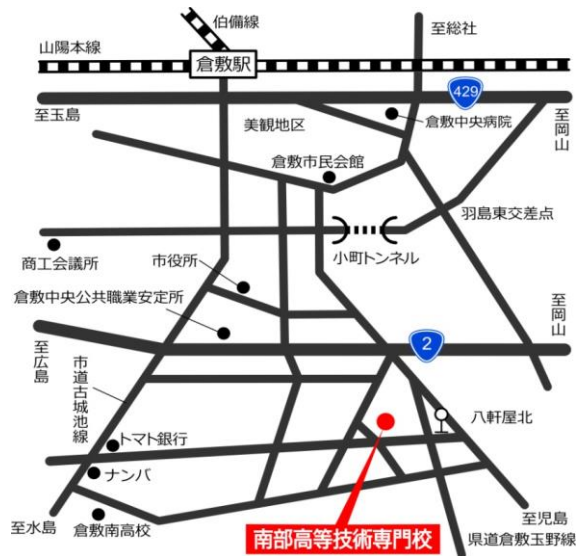 伯備線
至総社
山陽本線
倉敷駅
429
至玉島
美観地区
倉敷中央病院
至岡山
倉敷市民会館
羽島東交差点
商工会議所
市役所
小町トンネル
倉敷中央公共職業安定所
至岡山
2
至広島
市道古城池線
八軒屋北
トマト銀行
ナンバ
至水島
倉敷南高校
南部高等技術専門校
至児島
県道倉敷玉野線